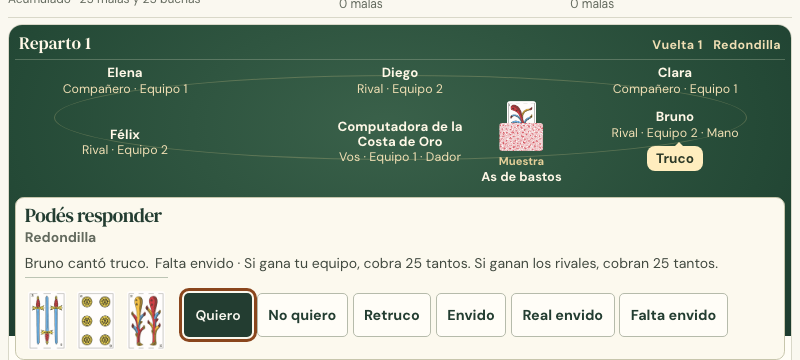 Acumulado · 25 malas y 25 buenas
0 malas
0 malas
Reparto 1
Vuelta 1 Redondilla
Elena
Compañero · Equipo 1
Diego
Rival · Equipo 2
Clara
Compañero · Equipo 1
Félix
Rival · Equipo 2
Computadora de la
Costa de Oro
Vos · Equipo 1 · Dador
Muestra
As de bastos
Bruno
Rival · Equipo 2 · Mano
Truco
Podés responder
Redondilla
Bruno cantó truco. Falta envido · Si gana tu equipo, cobra 25 tantos. Si ganan los rivales, cobran 25 tantos.
Quiero
No quiero
Retruco
Envido
Real envido
Falta envido